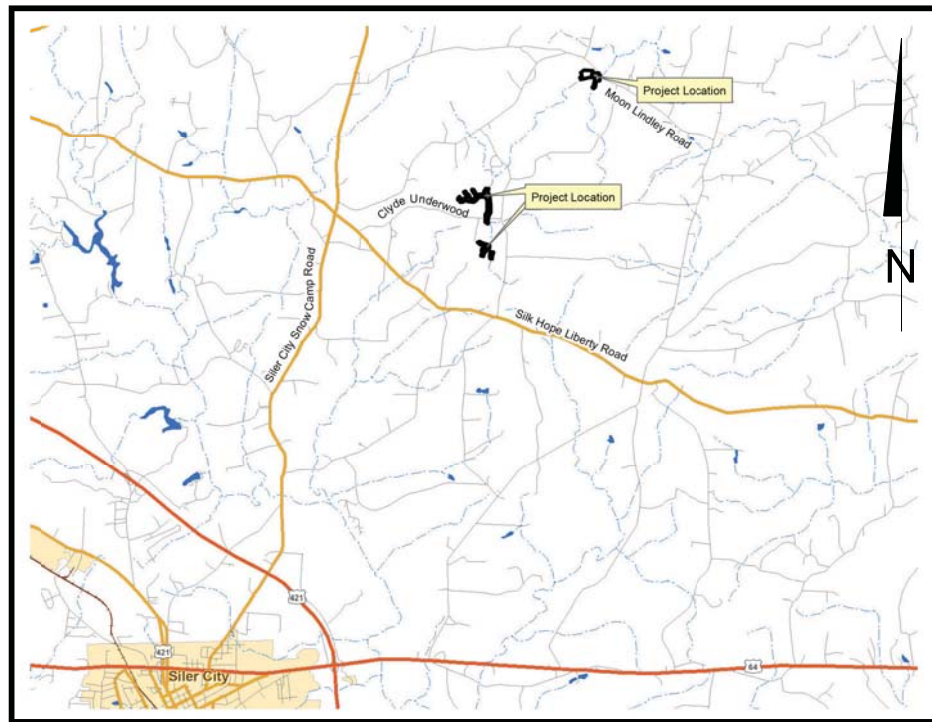 Project Location
Moon Lindley Road
Project Location
Clyde Underwood
N
Siler City Snow Camp Road
Silk Hope Liberty Road
421
421
64
Siler City